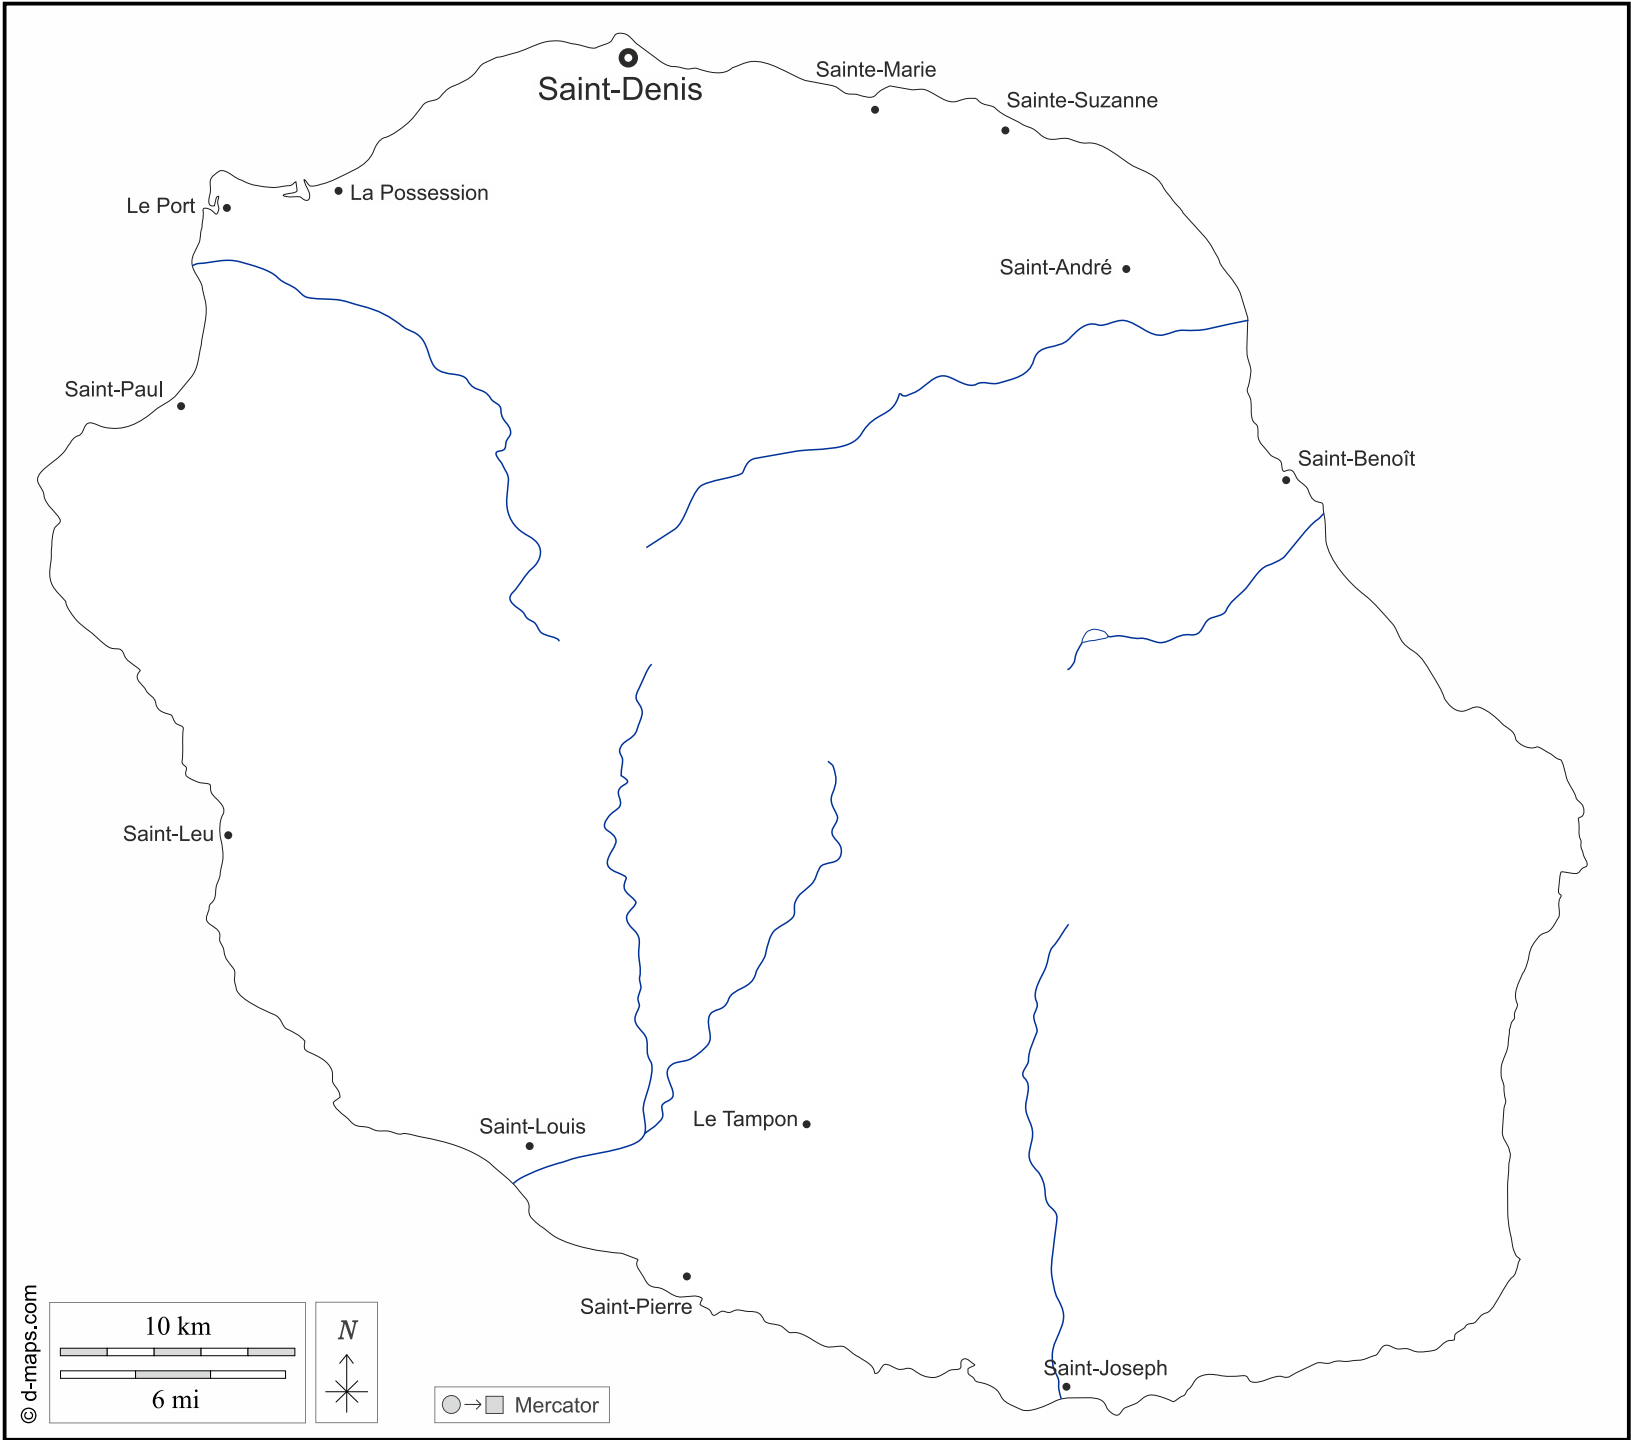 Sainte-Marie
Saint-Denis
Sainte-Suzanne
La Possession
Le Port
Saint-André
Saint-Paul
Saint-Benoît
Saint-Leu
Saint-Louis
Le Tampon
Saint-Pierre
Saint-Joseph
© d-maps.com
10 km
6 mi
N
Mercator